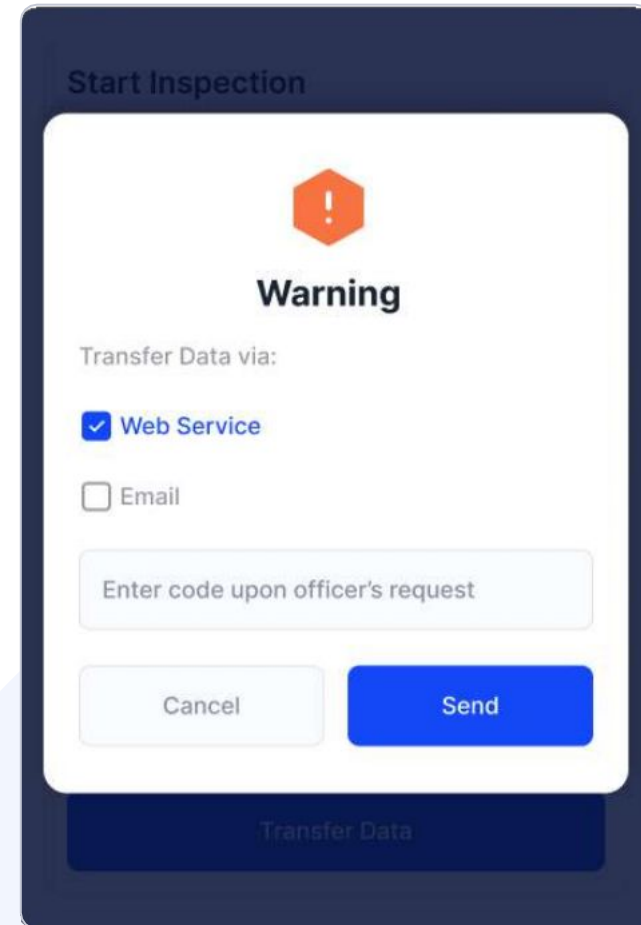 Start Inspection
!
Warning
Transfer Data via:
Web Service
Email
Enter code upon officer's request
Cancel
Send
Transfer Data